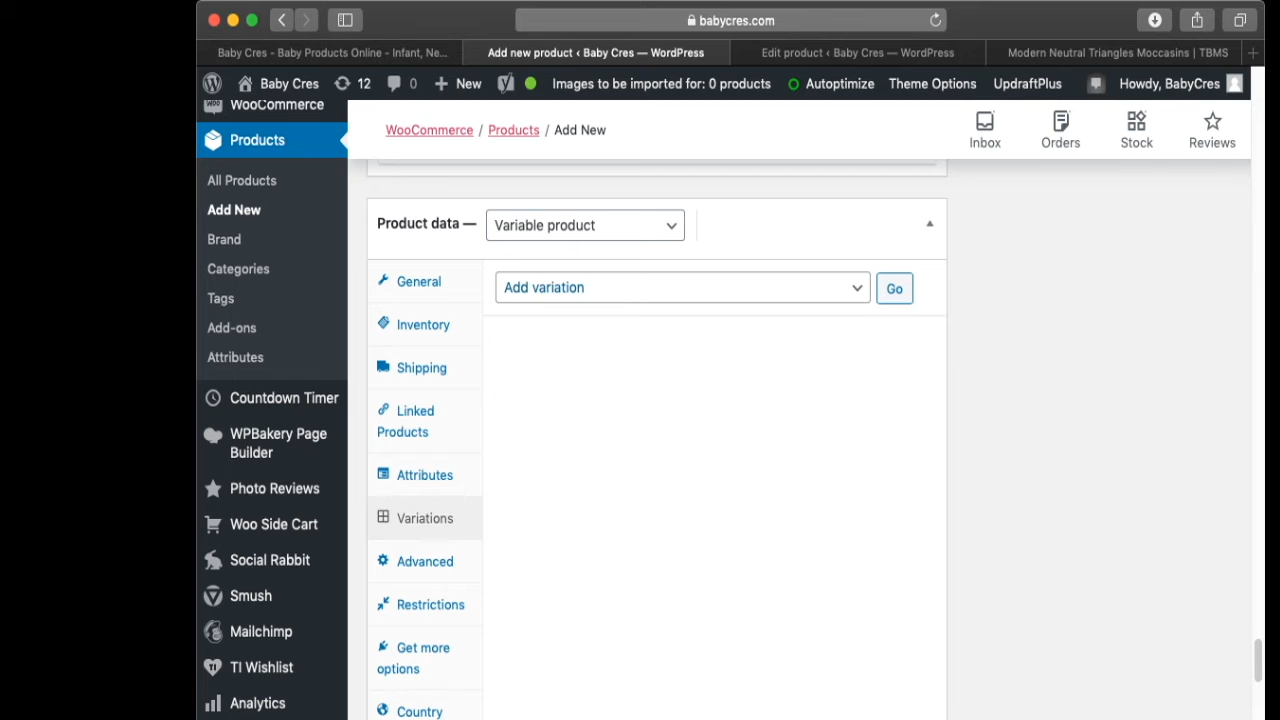 babycres.com
Baby Cres - Baby Products Online - Infant, Ne...
Add new product ‹ Baby Cres — WordPress
Edit product ‹ Baby Cres — WordPress
Modern Neutral Triangles Moccasins | TBMS
Baby Cres
12
0
New
Images to be imported for: 0 products
Autoptimize
Theme Options
UpdraftPlus
Howdy, BabyCres
WooCommerce
Products
All Products
Add New
Brand
Categories
Tags
Add-ons
Attributes
Countdown Timer
WPBakery Page
Builder
Photo Reviews
Woo Side Cart
Social Rabbit
Smush
Mailchimp
TI Wishlist
Analytics
WooCommerce / Products / Add New
Inbox
Orders
Stock
Reviews
Product data — Variable product
General
Inventory
Shipping
Linked
Products
Attributes
Variations
Advanced
Restrictions
Get more
options
Country
Add variation
Go